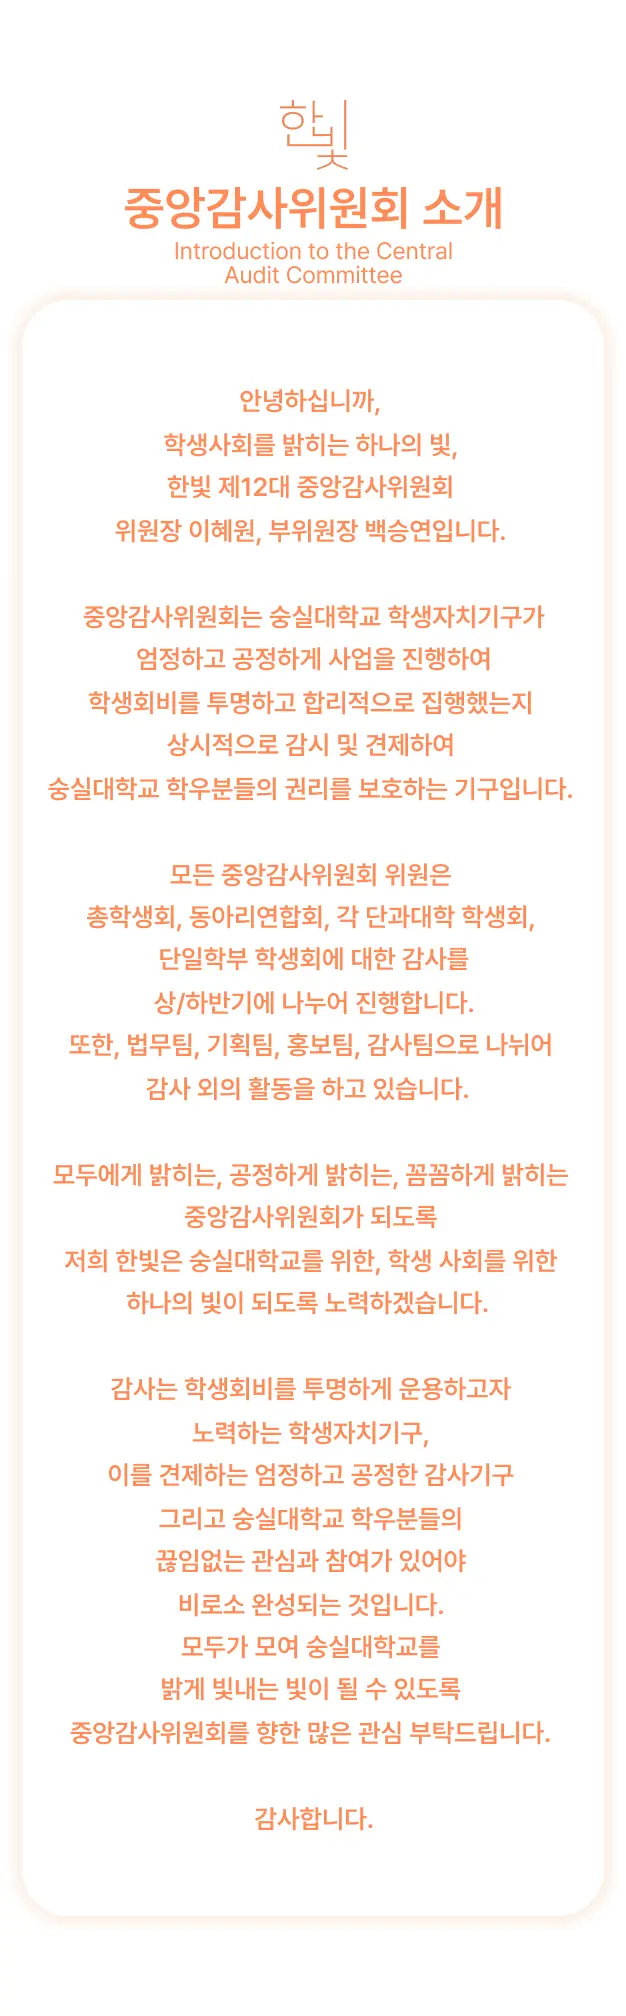 한빛
중앙감사위원회 소개
Introduction to the Central
Audit Committee
안녕하십니까,
학생사회를 밝히는 하나의 빛,
한빛 제12대 중앙감사위원회
위원장 이혜원, 부위원장 백승연입니다.
중앙감사위원회는 숭실대학교 학생자치기구가
엄정하고 공정하게 사업을 진행하여
학생회비를 투명하고 합리적으로 집행했는지
상시적으로 감시 및 견제하여
숭실대학교 학우분들의 권리를 보호하는 기구입니다.
모든 중앙감사위원회 위원은
총학생회, 동아리연합회, 각 단과대학 학생회,
단일학부 학생회에 대한 감사를
상/하반기에 나누어 진행합니다.
또한, 법무팀, 기획팀, 홍보팀, 감사팀으로 나뉘어
감사 외의 활동을 하고 있습니다.
모두에게 밝히는, 공정하게 밝히는, 꼼꼼하게 밝히는
중앙감사위원회가 되도록
저희 한빛은 숭실대학교를 위한, 학생 사회를 위한
하나의 빛이 되도록 노력하겠습니다.
감사는 학생회비를 투명하게 운용하고자
노력하는 학생자치기구,
이를 견제하는 엄정하고 공정한 감사기구
그리고 숭실대학교 학우분들의
끊임없는 관심과 참여가 있어야
비로소 완성되는 것입니다.
모두가 모여 숭실대학교를
밝게 빛내는 빛이 될 수 있도록
중앙감사위원회를 향한 많은 관심 부탁드립니다.
감사합니다.